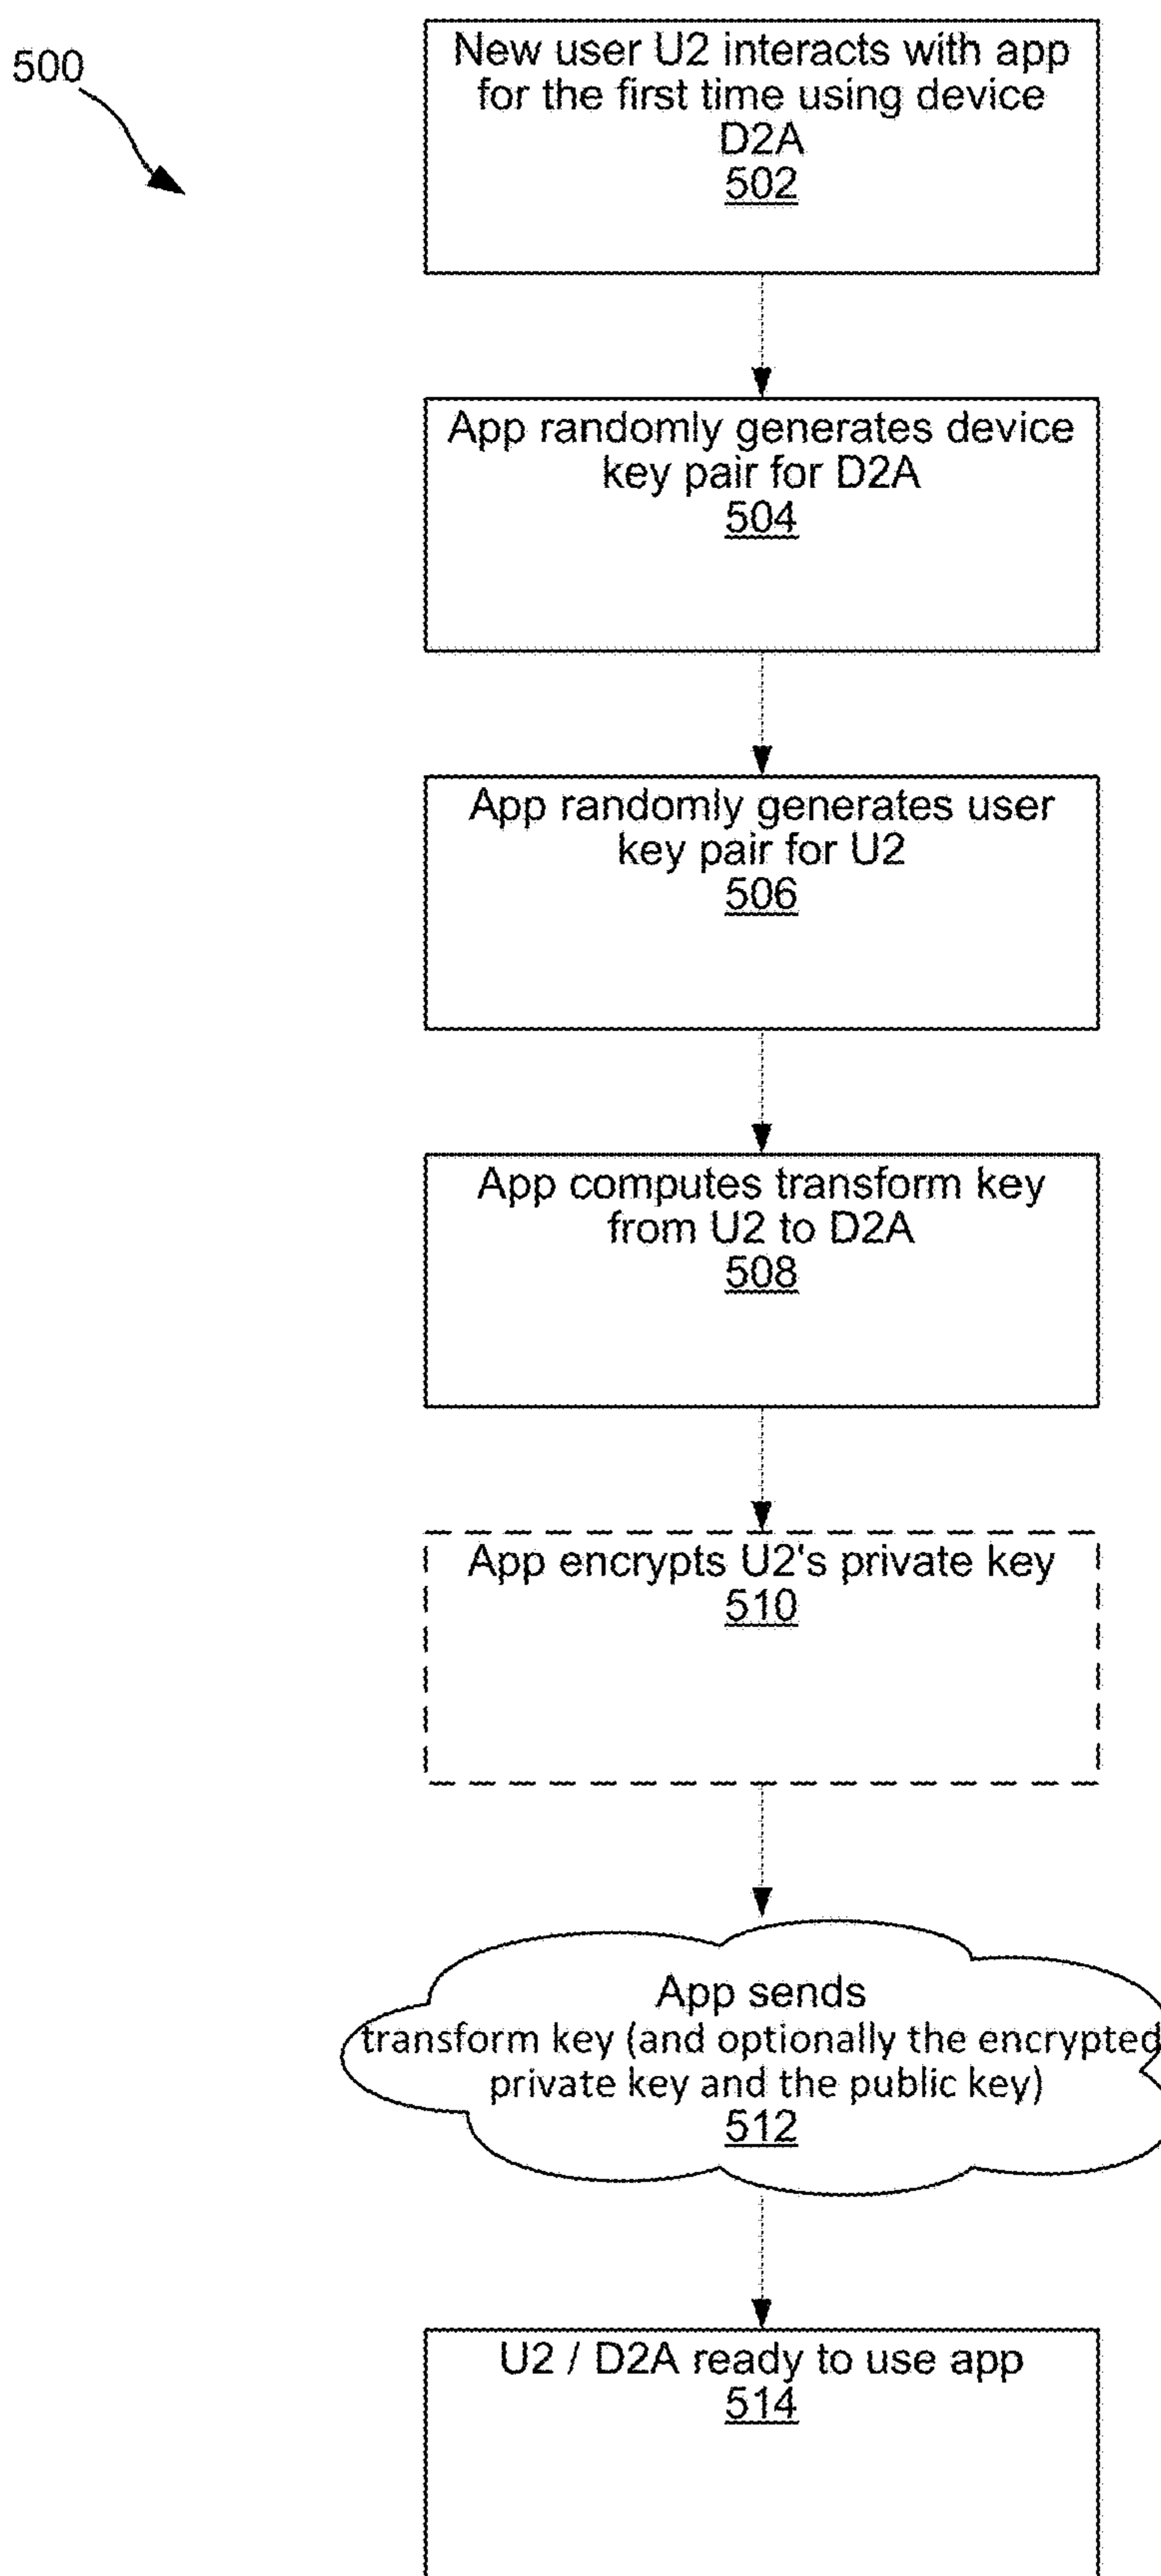 500
New user U2 interacts with app
for the first time using device
D2A
502
App randomly generates device
key pair for D2A
504
App randomly generates user
key pair for U2
506
App computes transform key
from U2 to D2A
508
App encrypts U2's private key
510
App sends
transform key (and optionally the encrypted
private key and the public key)
512
U2 / D2A ready to use app
514